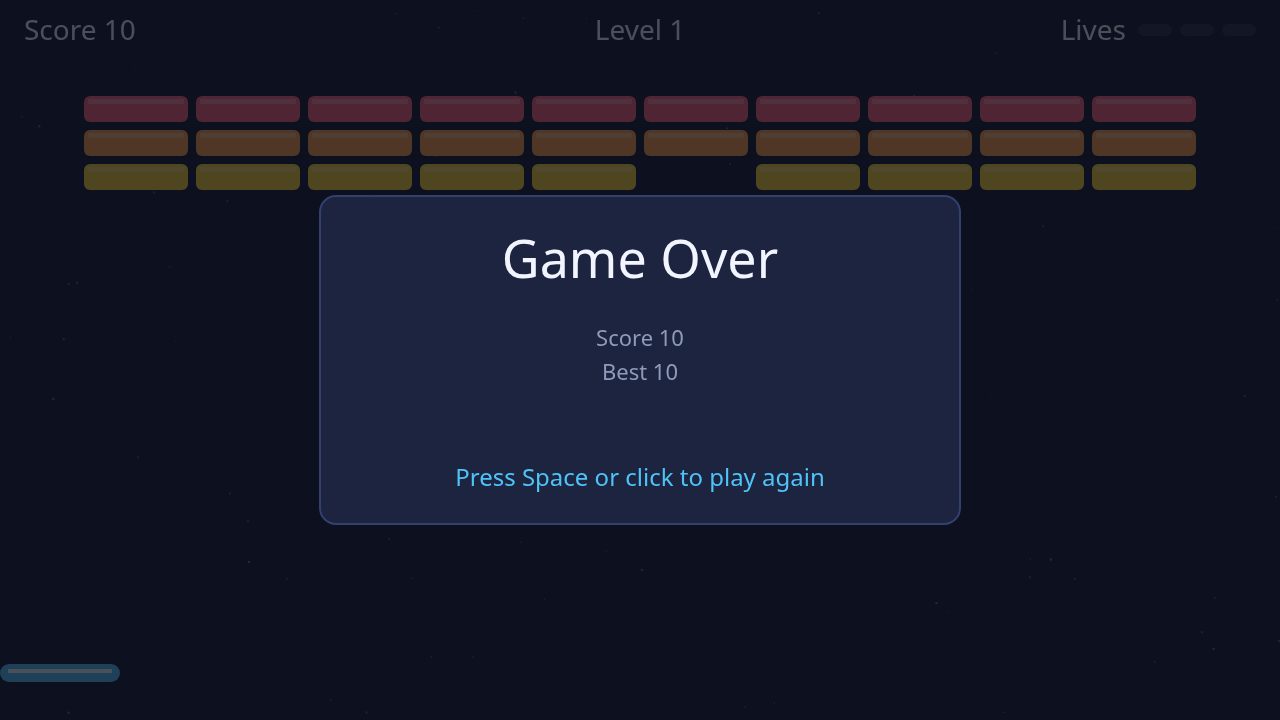 Score 10
Level 1
Lives
Game Over
Score 10
Best 10
Press Space or click to play again